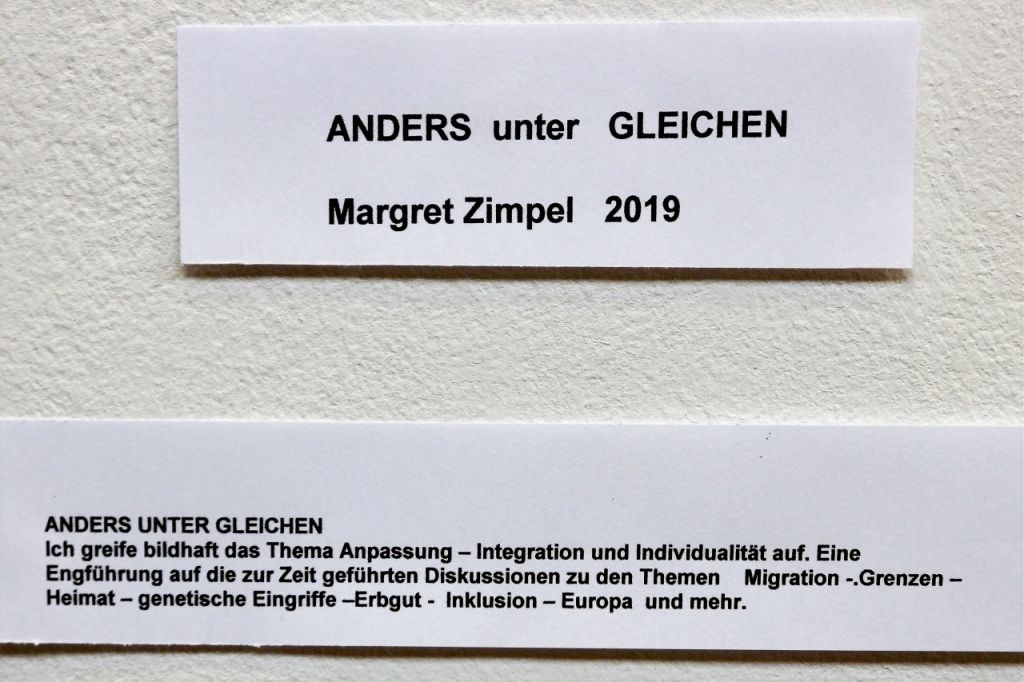 ANDERS unter GLEICHEN
Margret Zimpel 2019
ANDERS UNTER GLEICHEN
Ich greife bildhaft das Thema Anpassung – Integration und Individualität auf. Eine
Engführung auf die zur Zeit geführten Diskussionen zu den Themen Migration -.Grenzen –
Heimat – genetische Eingriffe –Erbgut - Inklusion – Europa und mehr.